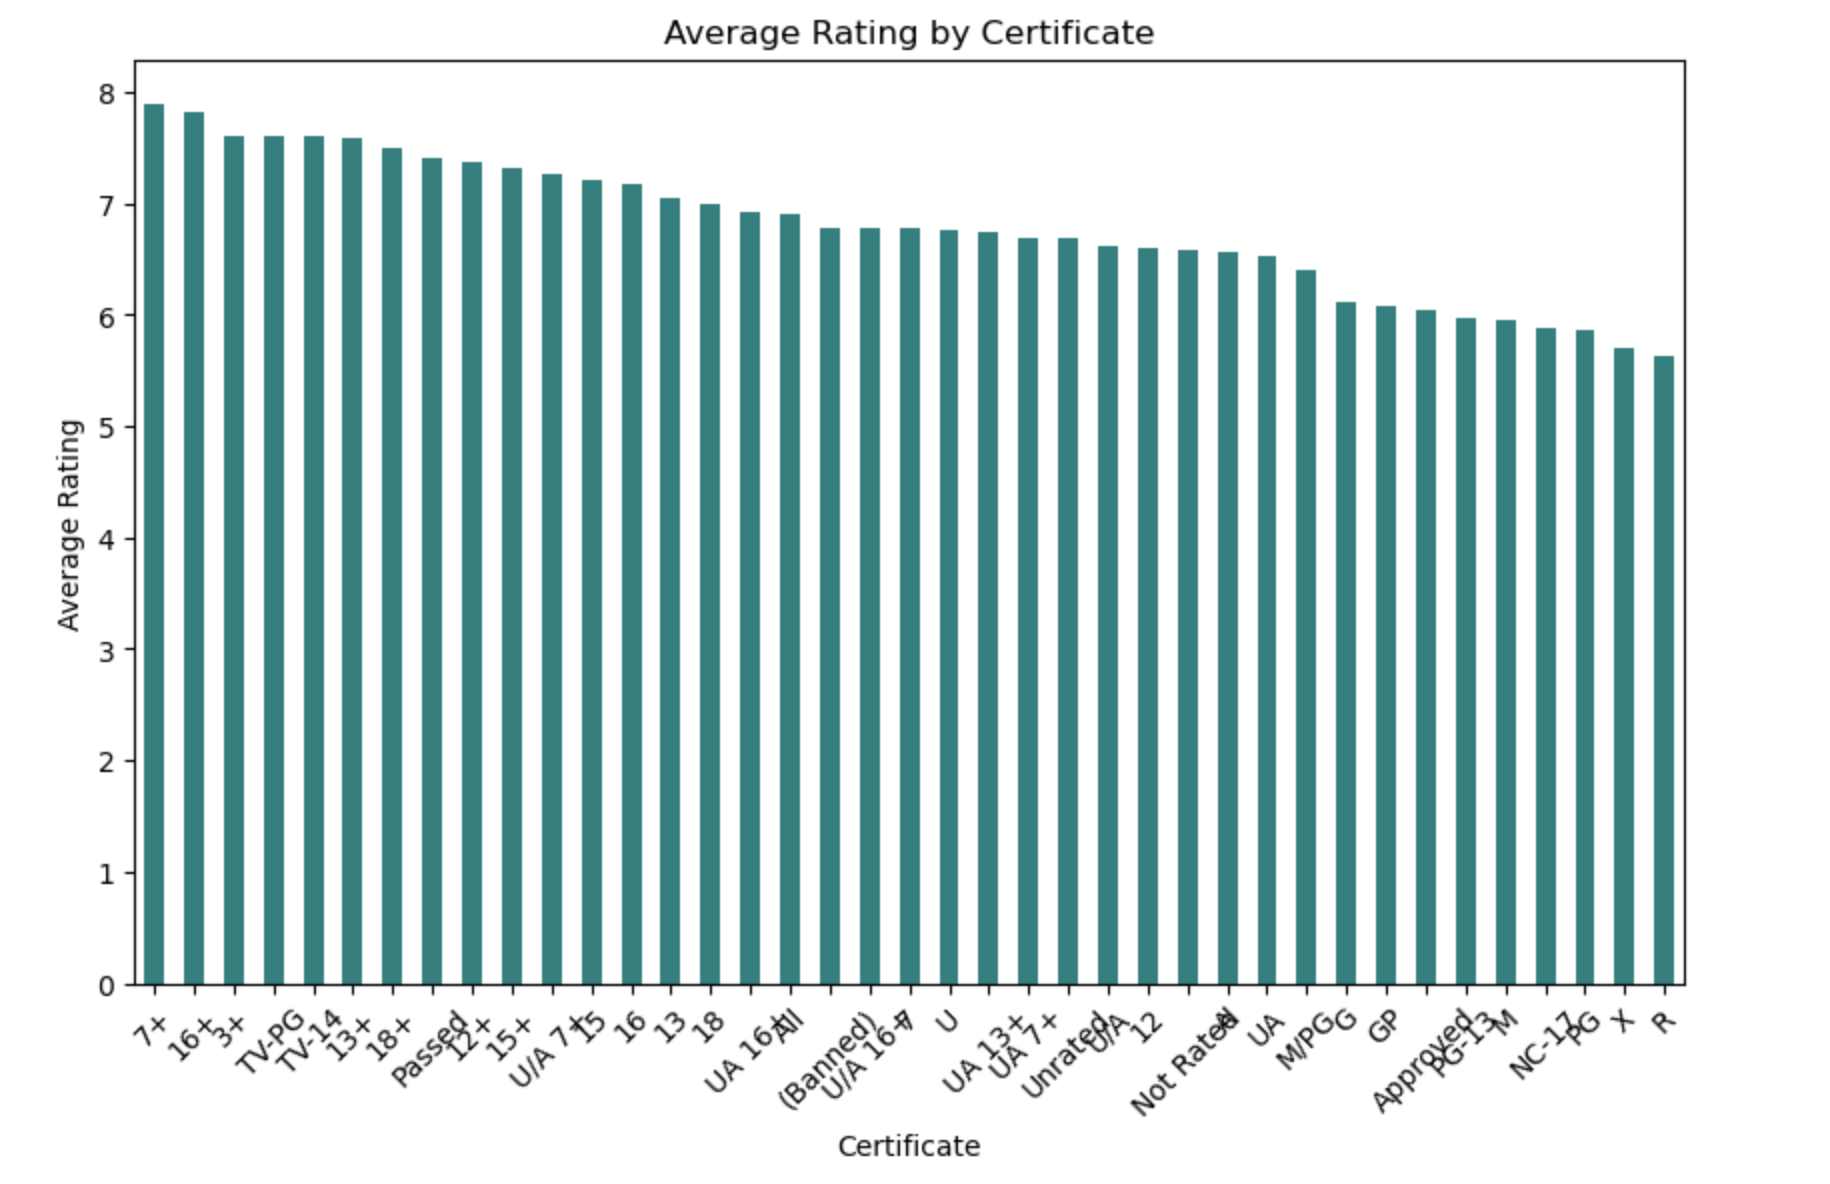 Average Rating by Certificate
Average Rating
8
7
6
5
4
3
2
1
0
7+
16+
3+
TV-PG
TV-14
13+
18+
Passed
12+
15+
U/A 7+
15
16
13
18
UA 16+
All
(Banned)
U/A 16+
7
U
UA 13+
UA 7+
Unrated
U/A
12
Not Rated
A
UA
M/PG
G
GP
Approved
PG-13
M
NC-17
PG
X
R
Certificate